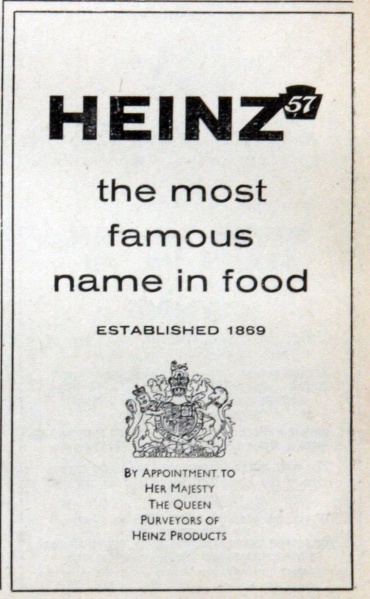 HEINZ 57
the most
famous
name in food
ESTABLISHED 1869
BY APPOINTMENT TO
HER MAJESTY
THE QUEEN
PURVEYORS OF
HEINZ PRODUCTS